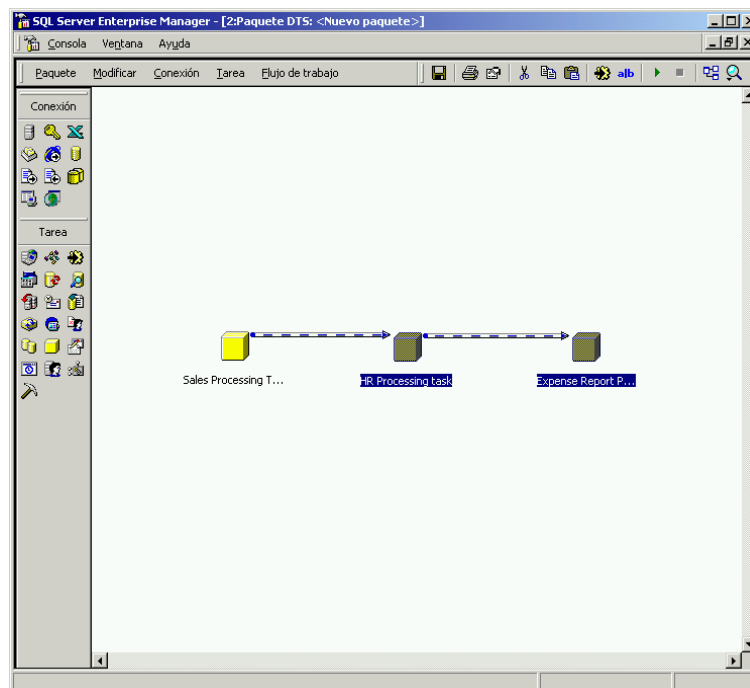 SQL Server Enterprise Manager - [2:Paquete DTS: <Nuevo paquete>]
Consola Ventana Ayuda
Paquete Modificar Conexión Tarea Flujo de trabajo alb
Conexión
Tarea
Sales Processing T... HR Processing task Expense Report P...